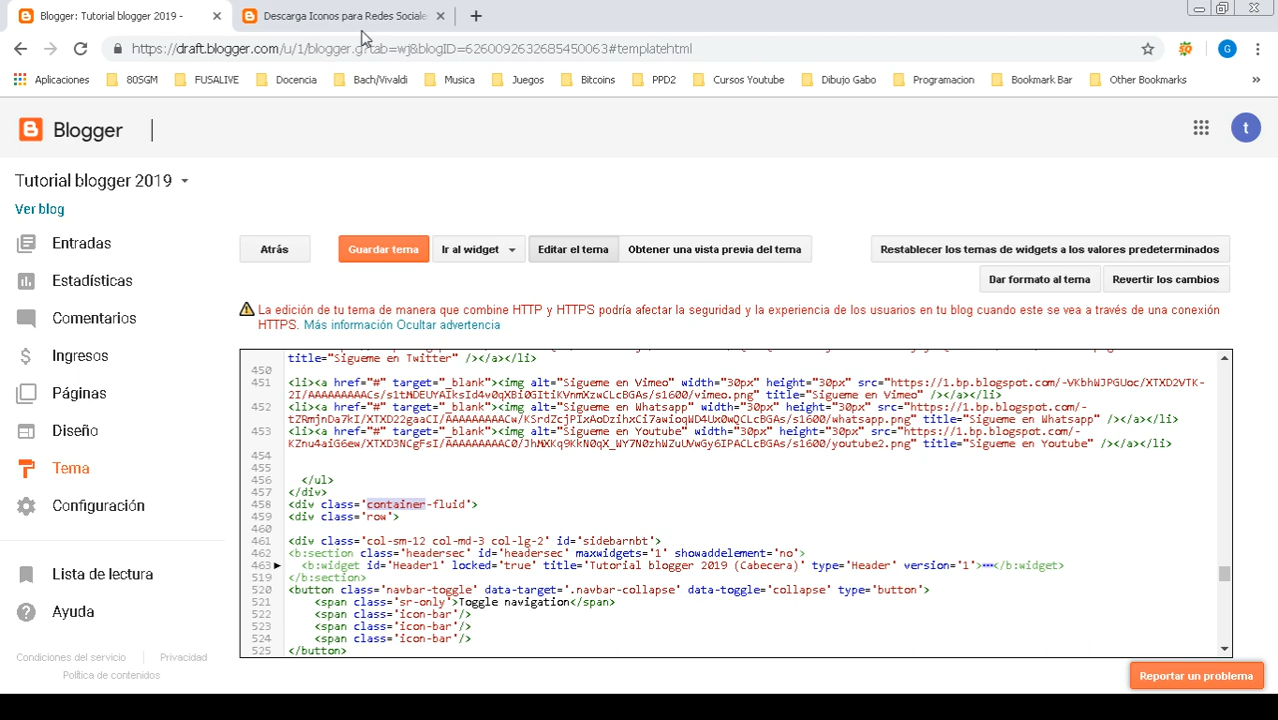 Blogger: Tutorial blogger 2019 -
Descarga Iconos para Redes Sociale
https://draft.blogger.com/u/1/blogger.g?tab=wj&blogID=6260092632685450063#templatehtml
Aplicaciones 80SGM FUSALIVE Docencia Bach/Vivaldi Musica Juegos Bitcoins PPD2 Cursos Youtube Dibujo Gabo Programacion Bookmark Bar Other Bookmarks »
Blogger
t
Tutorial blogger 2019
Ver blog
Entradas
Estadísticas
Comentarios
Ingresos
Páginas
Diseño
Tema
Configuración
Lista de lectura
Ayuda
Condiciones del servicio Privacidad
Política de contenidos
Atrás Guardar tema Ir al widget Editar el tema Obtener una vista previa del tema Restablecer los temas de widgets a los valores predeterminados
Dar formato al tema Revertir los cambios
La edición de tu tema de manera que combine HTTP y HTTPS podría afectar la seguridad y la experiencia de los usuarios en tu blog cuando este se vea a través de una conexión
HTTPS. Más información Ocultar advertencia
title="Sigueme en Twitter" /></a></li>
450
451 <li><a href="#" target="_blank"><img alt="Sigueme en Vimeo" width="30px" height="30px" src="https://1.bp.blogspot.com/-VKbhWJPGUoc/XTXD2VTK-
/s1600/vimeo.png" title="Sigueme en Vimeo" /></a></li>
452 <li><a href="#" target="_blank"><img alt="Sigueme en Whatsapp" width="30px" height="30px" src="https://1.bp.blogspot.com/-
/s1600/whatsapp.png" title="Sigueme en Whatsapp" /></a></li>
453 <li><a href="#" target="_blank"><img alt="Sigueme en Youtube" width="30px" height="30px" src="https://1.bp.blogspot.com/-
/s1600/youtube2.png" title="Sigueme en Youtube" /></a></li>
454
455
456 </ul>
457 </div>
458 <div class='container-fluid'>
459 <div class='row'>
460
461 <div class='col-sm-12 col-md-3 col-lg-2' id='sidebarnbt'>
462 <b:section class='headersec' id='headersec' maxwidgets='1' showaddelement='no'>
463 <b:widget id='Header1' locked='true' title='Tutorial blogger 2019 (Cabecera)' type='Header' version='1'></b:widget>
519 </b:section>
520 <button class='navbar-toggle' data-target='.navbar-collapse' data-toggle='collapse' type='button'>
521 <span class='sr-only'>Toggle navigation</span>
522 <span class='icon-bar'/>
523 <span class='icon-bar'/>
524 <span class='icon-bar'/>
525 </button>
Reportar un problema